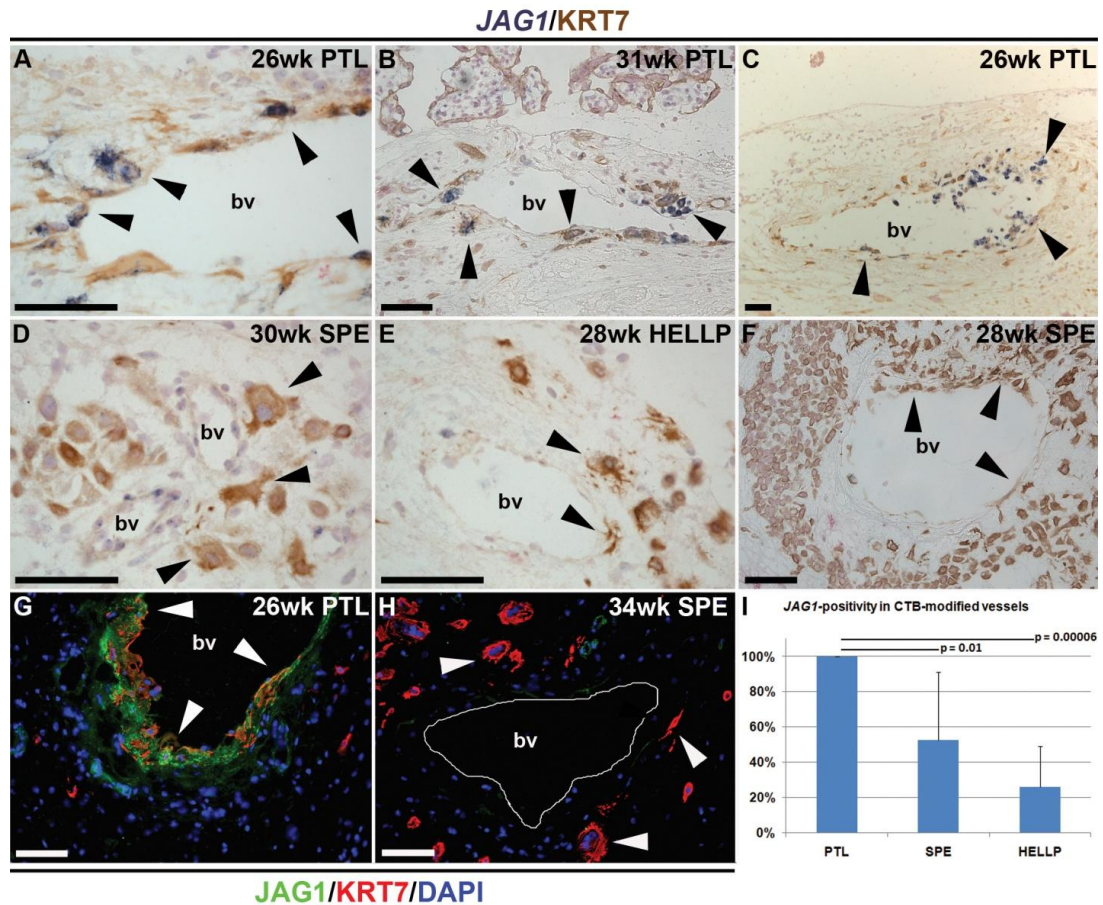 JAG1/KRT7
A 26wk PTL
bv
B 31wk PTL
bv
C 26wk PTL
bv
D 30wk SPE
bv
bv
E 28wk HELLP
bv
F 28wk SPE
bv
G 26wk PTL
bv
H 34wk SPE
bv
I JAG1-positivity in CTB-modified vessels
p = 0.00006
p = 0.01
100%
80%
60%
40%
20%
0%
PTL SPE HELLP
JAG1/KRT7/DAPI